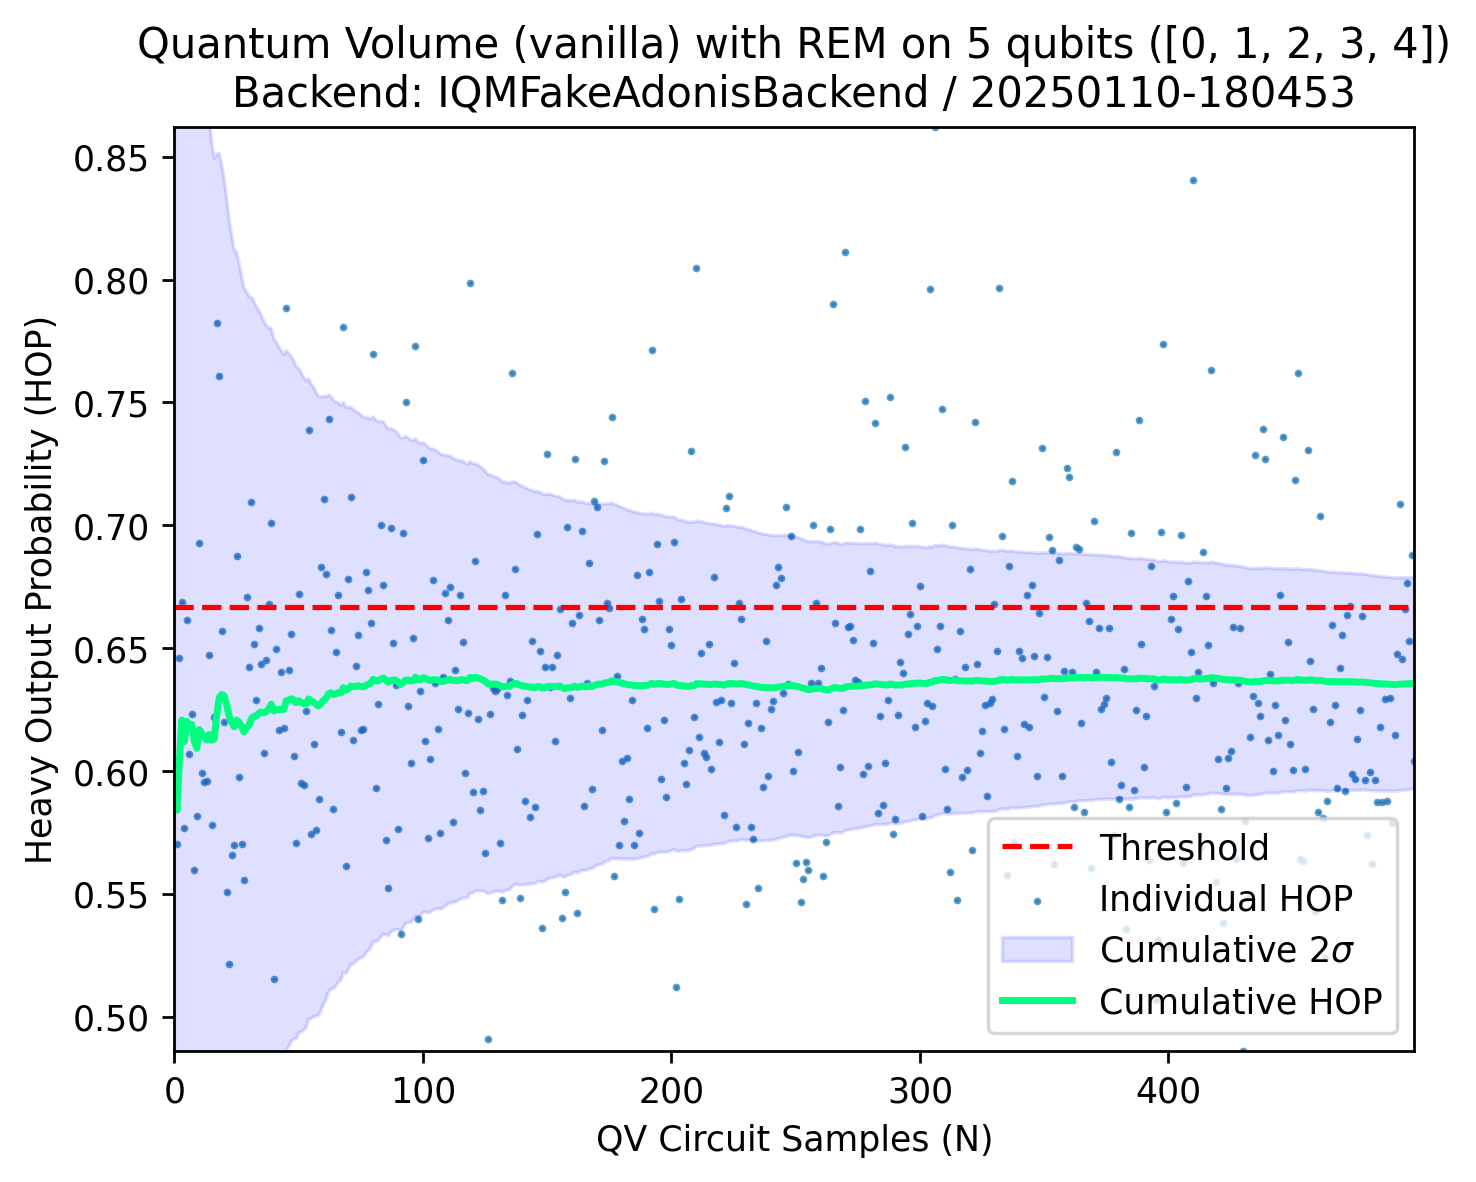 Quantum Volume (vanilla) with REM on 5 qubits ([0, 1, 2, 3, 4])
Backend: IQMFakeAdonisBackend / 20250110-180453
Heavy Output Probability (HOP)
0.85
0.80
0.75
0.70
0.65
0.60
0.55
0.50
Threshold
Individual HOP
Cumulative 2σ
Cumulative HOP
0
100
200
300
400
QV Circuit Samples (N)